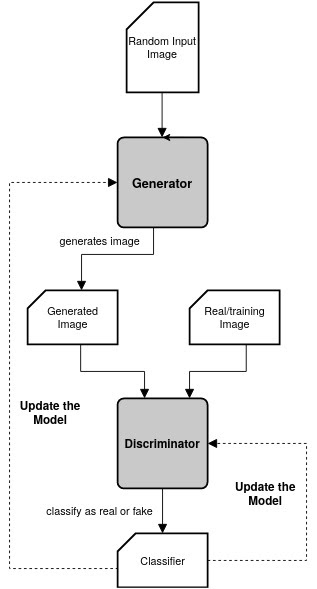 Random Input
Image
Generator
generates image
Generated
Image
Real/training
Image
Update the
Model
Discriminator
Update the
Model
classify as real or fake
Classifier